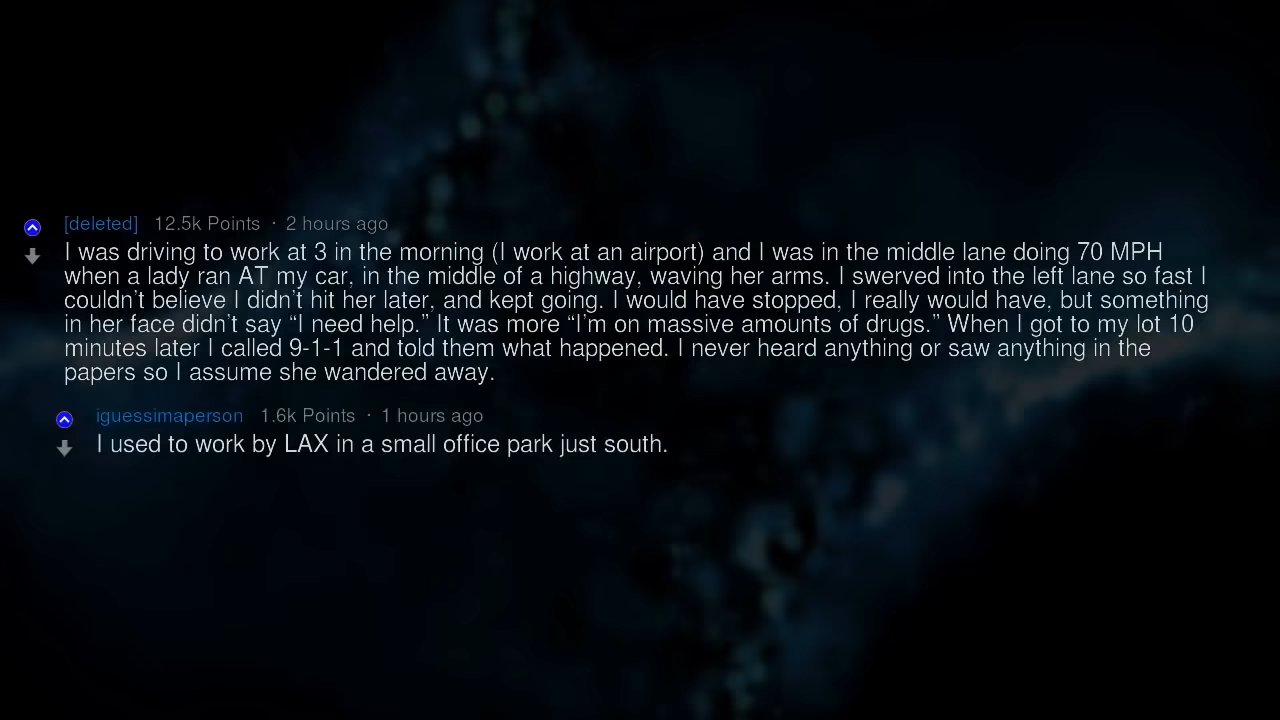 [deleted] 12.5k Points · 2 hours ago
I was driving to work at 3 in the morning (I work at an airport) and I was in the middle lane doing 70 MPH
when a lady ran AT my car, in the middle of a highway, waving her arms. I swerved into the left lane so fast I
couldn't believe I didn't hit her later, and kept going. I would have stopped, I really would have, but something
in her face didn't say “I need help.” It was more “I'm on massive amounts of drugs.” When I got to my lot 10
minutes later I called 9-1-1 and told them what happened. I never heard anything or saw anything in the
papers so I assume she wandered away.
iguessimaperson 1.6k Points · 1 hours ago
I used to work by LAX in a small office park just south.